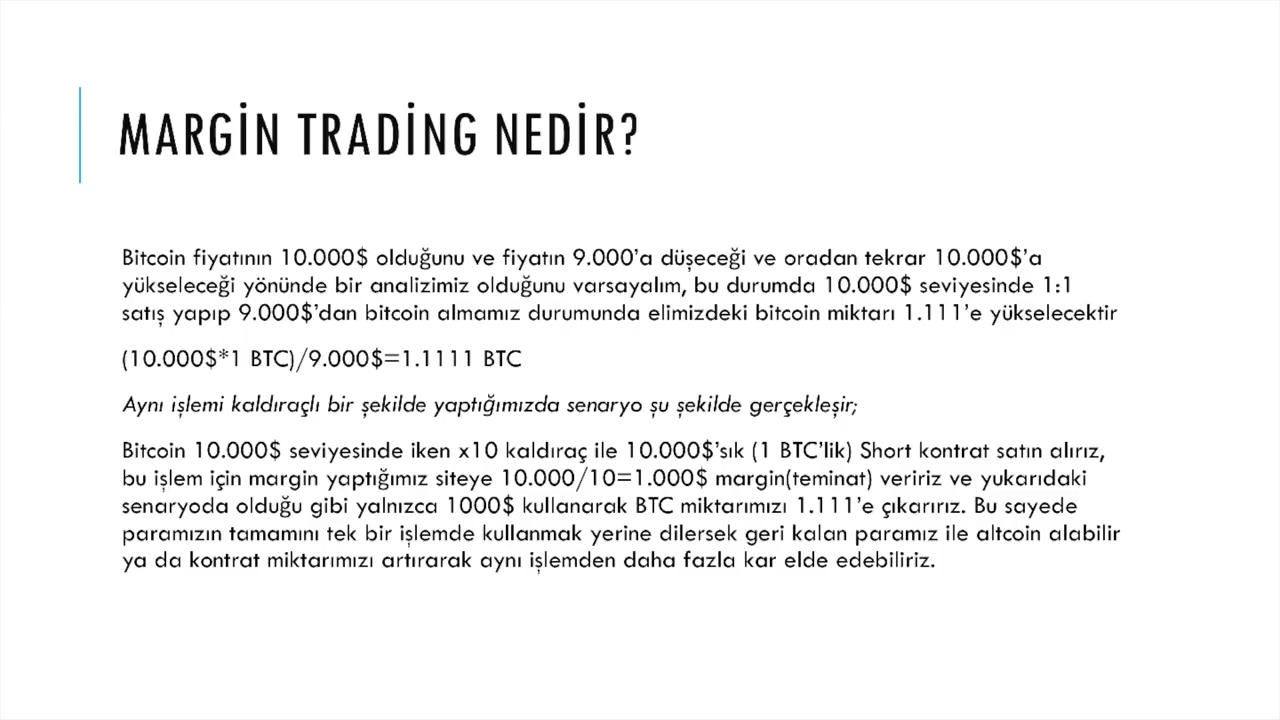 MARGİN TRADİNG NEDİR?
Bitcoin fiyatının 10.000$ olduğunu ve fiyatın 9.000’a düşeceği ve oradan tekrar 10.000$’a
yükseleceği yönünde bir analizimiz olduğunu varsayalım, bu durumda 10.000$ seviyesinde 1:1
satış yapıp 9.000$’dan bitcoin almamız durumunda elimizdeki bitcoin miktarı 1.111’e yükselecektir
(10.000$*1 BTC)/9.000$=1.1111 BTC
Aynı işlemi kaldıraçlı bir şekilde yaptığımızda senaryo şu şekilde gerçekleşir;
Bitcoin 10.000$ seviyesinde iken x10 kaldıraç ile 10.000$’sık (1 BTC’lik) Short kontrat satın alırız,
bu işlem için margin yaptığımız siteye 10.000/10=1.000$ margin(teminat) veririz ve yukarıdaki
senaryoda olduğu gibi yalnızca 1000$ kullanarak BTC miktarımızı 1.111’e çıkarırız. Bu sayede
paramızın tamamını tek bir işlemde kullanmak yerine dilersek geri kalan paramız ile altcoin alabilir
ya da kontrat miktarımızı artırarak aynı işlemden daha fazla kar elde edebiliriz.